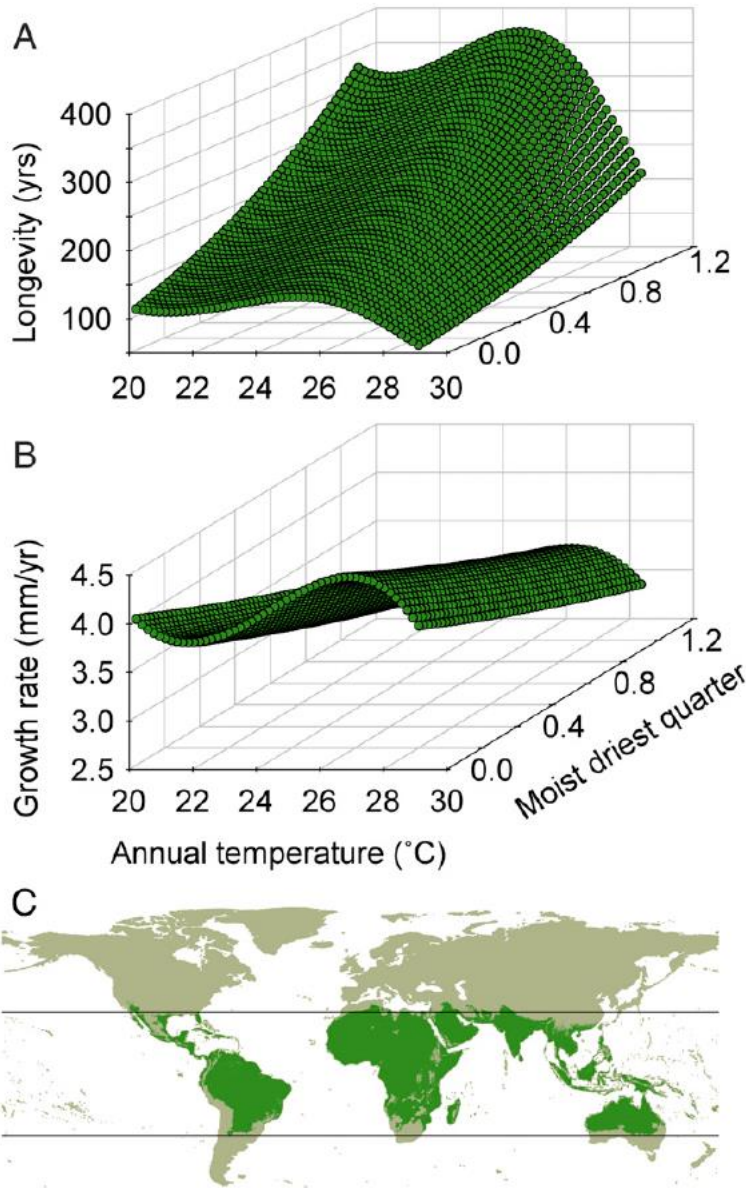 A
Longevity (yrs)
400
300
200
100
20 22 24 26 28 30
0.0 0.4 0.8 1.2
B
Growth rate (mm/yr)
4.5
4.0
3.5
3.0
2.5
20 22 24 26 28 30
0.0 0.4 0.8 1.2
Moist driest quarter
Annual temperature (˚C)
C